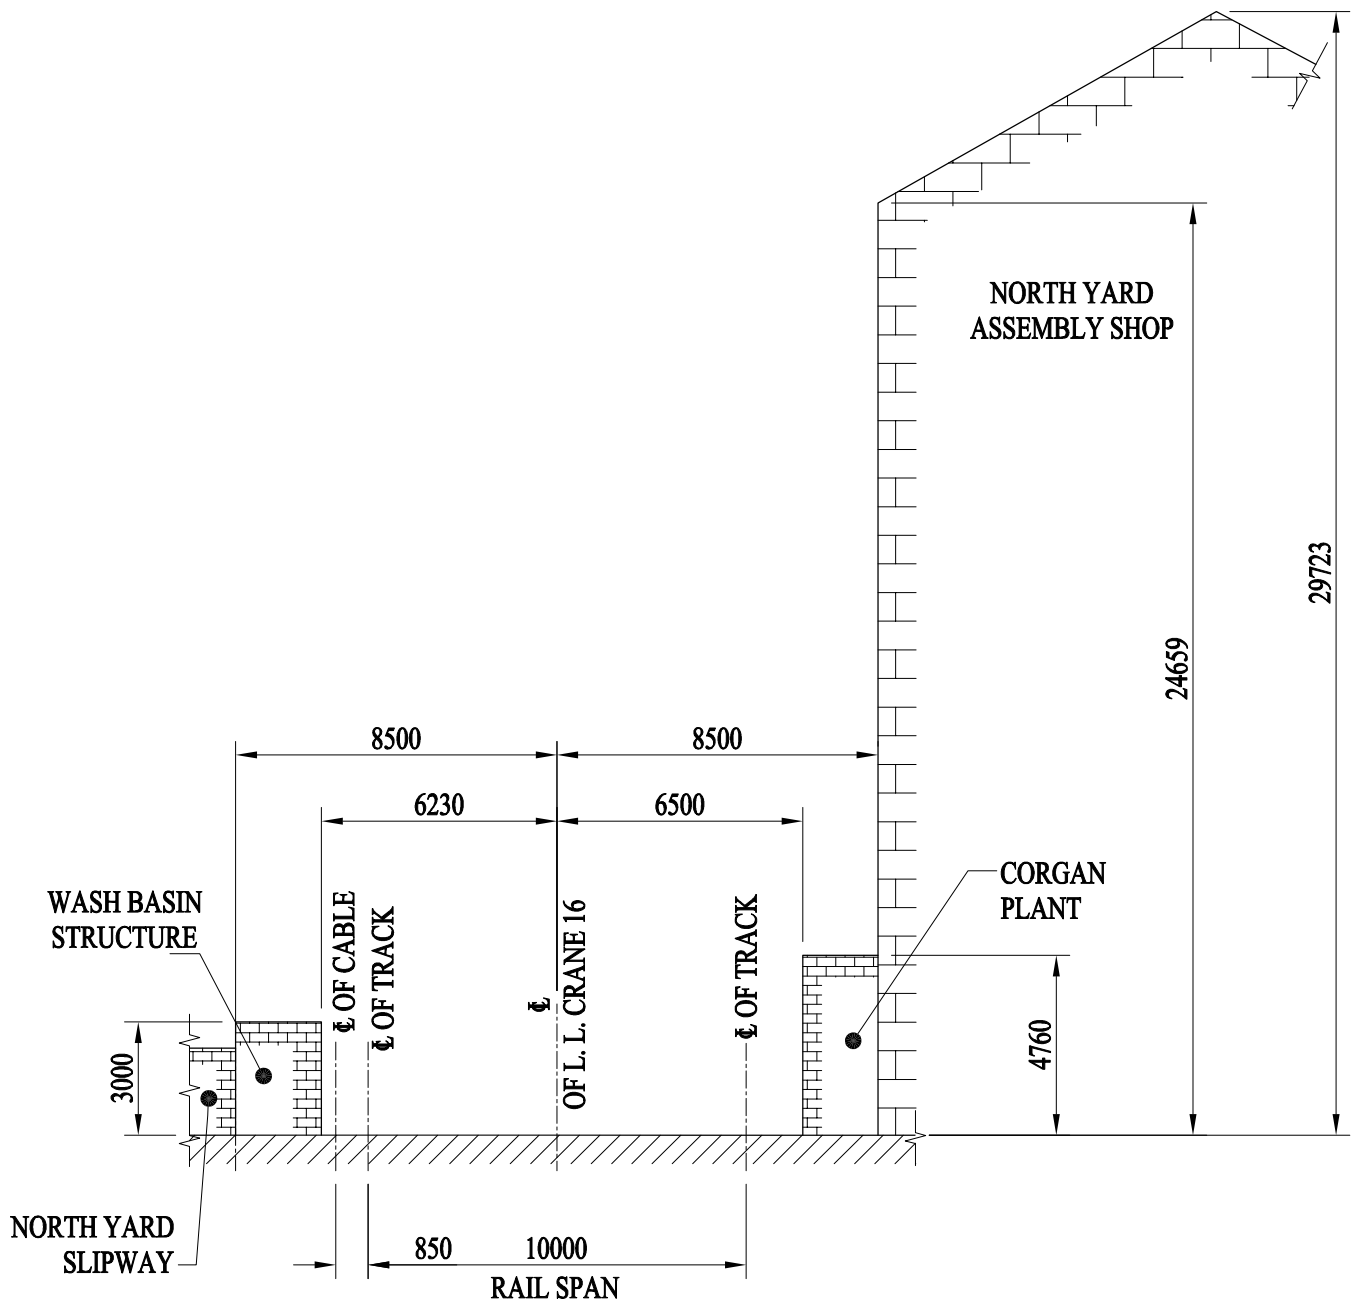 NORTH YARD
ASSEMBLY SHOP
29723
24659
8500
8500
6230
6500
WASH BASIN
STRUCTURE
℄ OF CABLE
℄ OF TRACK
℄
OF L. L. CRANE 16
℄ OF TRACK
CORGAN
PLANT
3000
4760
NORTH YARD
SLIPWAY
850
10000
RAIL SPAN